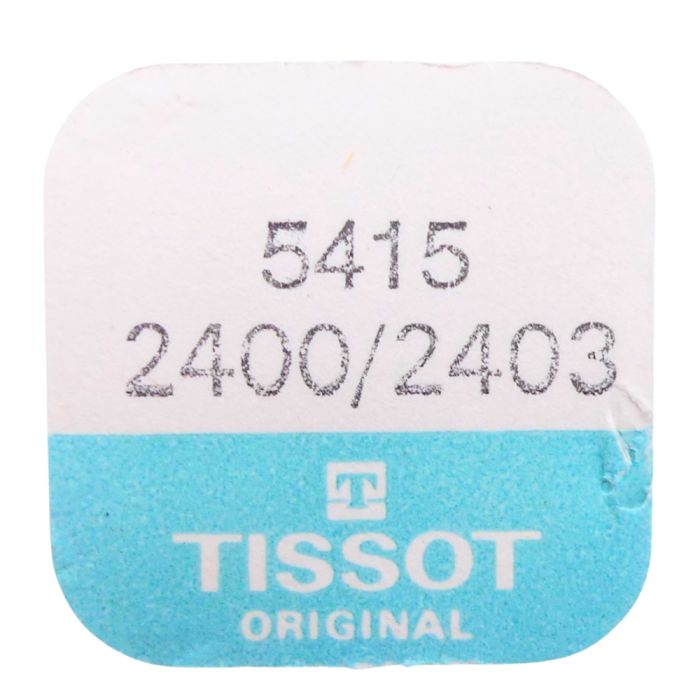 5415
2400/2403
T
TISSOT
ORIGINAL